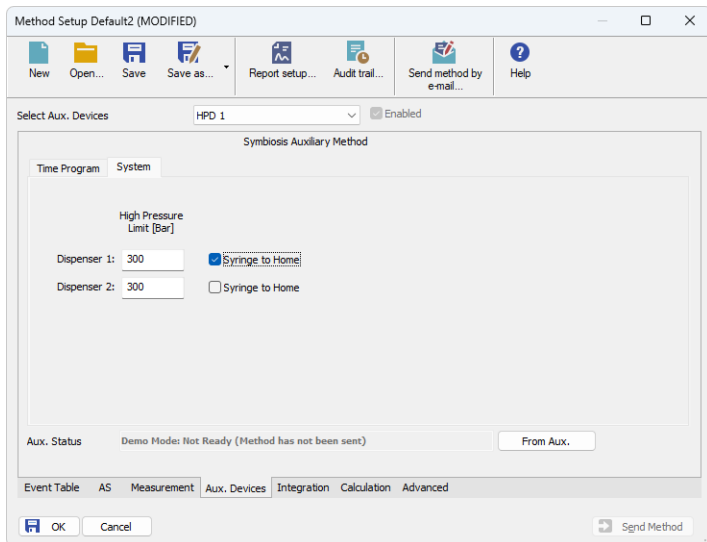 Method Setup Default2 (MODIFIED)
New Open... Save Save as... Report setup... Audit trail... Send method by e-mail... Help
Select Aux. Devices HPD 1 Enabled
Symbiosis Auxiliary Method
Time Program System
High Pressure
Limit [Bar]
Dispenser 1: 300 Syringe to Home
Dispenser 2: 300 Syringe to Home
Aux. Status Demo Mode: Not Ready (Method has not been sent) From Aux.
Event Table AS Measurement Aux. Devices Integration Calculation Advanced
OK Cancel Send Method